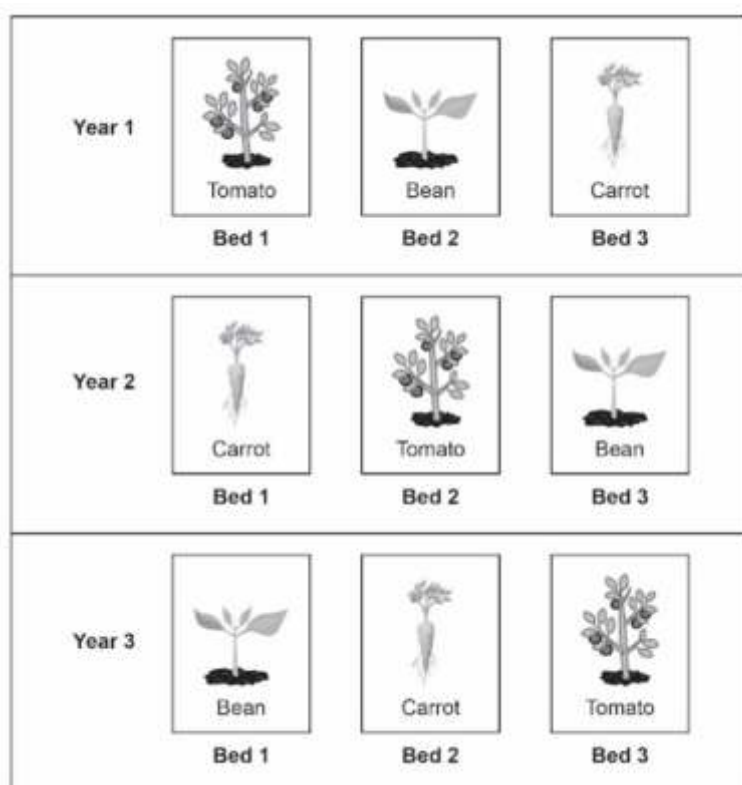 Year 1
Tomato Bean Carrot
Bed 1 Bed 2 Bed 3
Year 2
Carrot Tomato Bean
Bed 1 Bed 2 Bed 3
Year 3
Bean Carrot Tomato
Bed 1 Bed 2 Bed 3